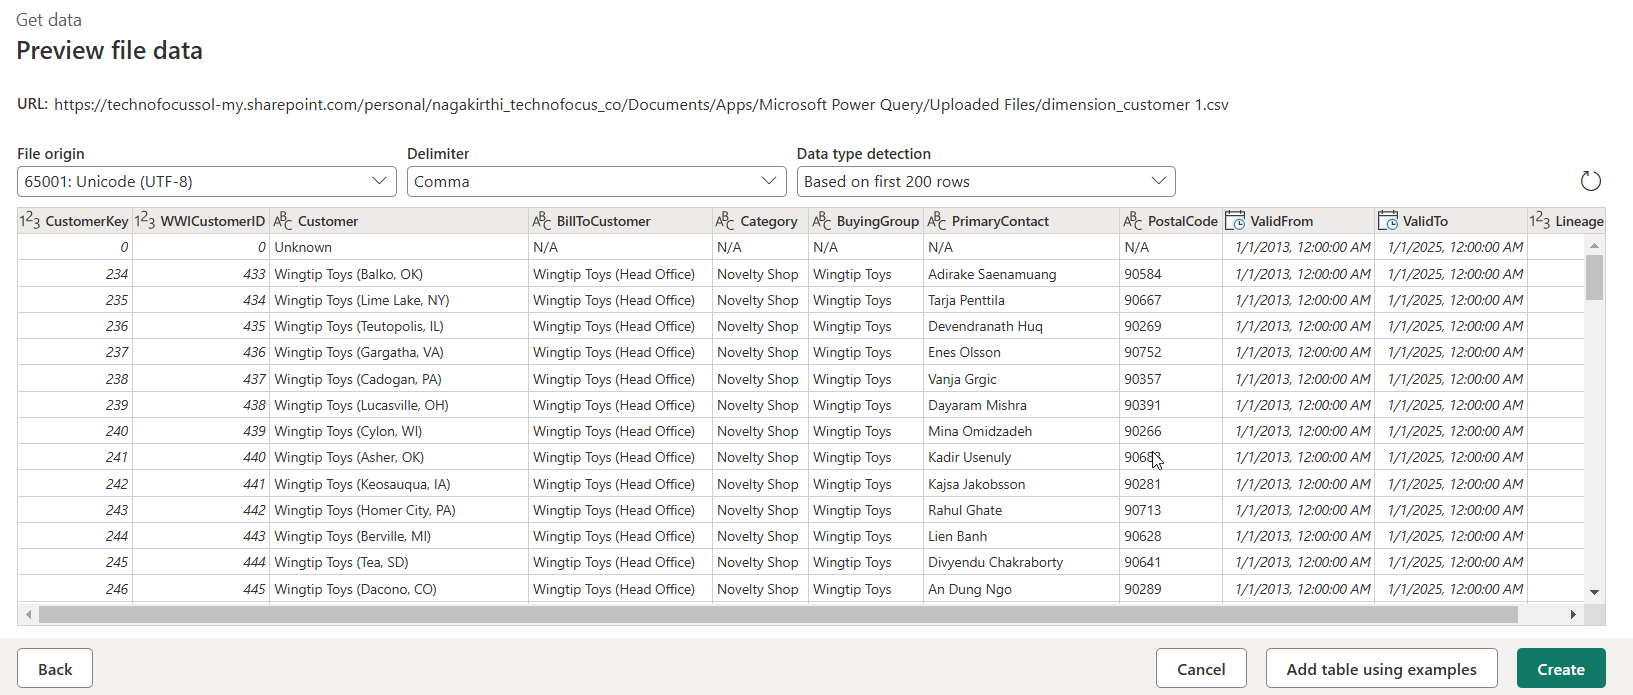 Get data
Preview file data
URL: https://technofocussol-my.sharepoint.com/personal/nagakirthi_technofocus_co/Documents/Apps/Microsoft Power Query/Uploaded Files/dimension_customer 1.csv
File origin Delimiter Data type detection
65001: Unicode (UTF-8) Comma Based on first 200 rows
1²3 CustomerKey 1²3 WWICustomerID ABC Customer ABC BillToCustomer ABC Category ABC BuyingGroup ABC PrimaryContact ABC PostalCode ValidFrom ValidTo 1²3 Lineage
0 0 Unknown N/A N/A N/A N/A N/A 1/1/2013, 12:00:00 AM 1/1/2025, 12:00:00 AM
234 433 Wingtip Toys (Balko, OK) Wingtip Toys (Head Office) Novelty Shop Wingtip Toys Adirake Saenamuang 90584 1/1/2013, 12:00:00 AM 1/1/2025, 12:00:00 AM
235 434 Wingtip Toys (Lime Lake, NY) Wingtip Toys (Head Office) Novelty Shop Wingtip Toys Tarja Penttila 90667 1/1/2013, 12:00:00 AM 1/1/2025, 12:00:00 AM
236 435 Wingtip Toys (Teutopolis, IL) Wingtip Toys (Head Office) Novelty Shop Wingtip Toys Devendranath Huq 90269 1/1/2013, 12:00:00 AM 1/1/2025, 12:00:00 AM
237 436 Wingtip Toys (Gargatha, VA) Wingtip Toys (Head Office) Novelty Shop Wingtip Toys Enes Olsson 90752 1/1/2013, 12:00:00 AM 1/1/2025, 12:00:00 AM
238 437 Wingtip Toys (Cadogan, PA) Wingtip Toys (Head Office) Novelty Shop Wingtip Toys Vanja Grgic 90357 1/1/2013, 12:00:00 AM 1/1/2025, 12:00:00 AM
239 438 Wingtip Toys (Lucasville, OH) Wingtip Toys (Head Office) Novelty Shop Wingtip Toys Dayaram Mishra 90391 1/1/2013, 12:00:00 AM 1/1/2025, 12:00:00 AM
240 439 Wingtip Toys (Cylon, WI) Wingtip Toys (Head Office) Novelty Shop Wingtip Toys Mina Omidzadeh 90266 1/1/2013, 12:00:00 AM 1/1/2025, 12:00:00 AM
241 440 Wingtip Toys (Asher, OK) Wingtip Toys (Head Office) Novelty Shop Wingtip Toys Kadir Usenuly 1/1/2013, 12:00:00 AM 1/1/2025, 12:00:00 AM
242 441 Wingtip Toys (Keosauqua, IA) Wingtip Toys (Head Office) Novelty Shop Wingtip Toys Kajsa Jakobsson 90281 1/1/2013, 12:00:00 AM 1/1/2025, 12:00:00 AM
243 442 Wingtip Toys (Homer City, PA) Wingtip Toys (Head Office) Novelty Shop Wingtip Toys Rahul Ghate 90713 1/1/2013, 12:00:00 AM 1/1/2025, 12:00:00 AM
244 443 Wingtip Toys (Berville, MI) Wingtip Toys (Head Office) Novelty Shop Wingtip Toys Lien Banh 90628 1/1/2013, 12:00:00 AM 1/1/2025, 12:00:00 AM
245 444 Wingtip Toys (Tea, SD) Wingtip Toys (Head Office) Novelty Shop Wingtip Toys Divyendu Chakraborty 90641 1/1/2013, 12:00:00 AM 1/1/2025, 12:00:00 AM
246 445 Wingtip Toys (Dacono, CO) Wingtip Toys (Head Office) Novelty Shop Wingtip Toys An Dung Ngo 90289 1/1/2013, 12:00:00 AM 1/1/2025, 12:00:00 AM
Back Cancel Add table using examples Create